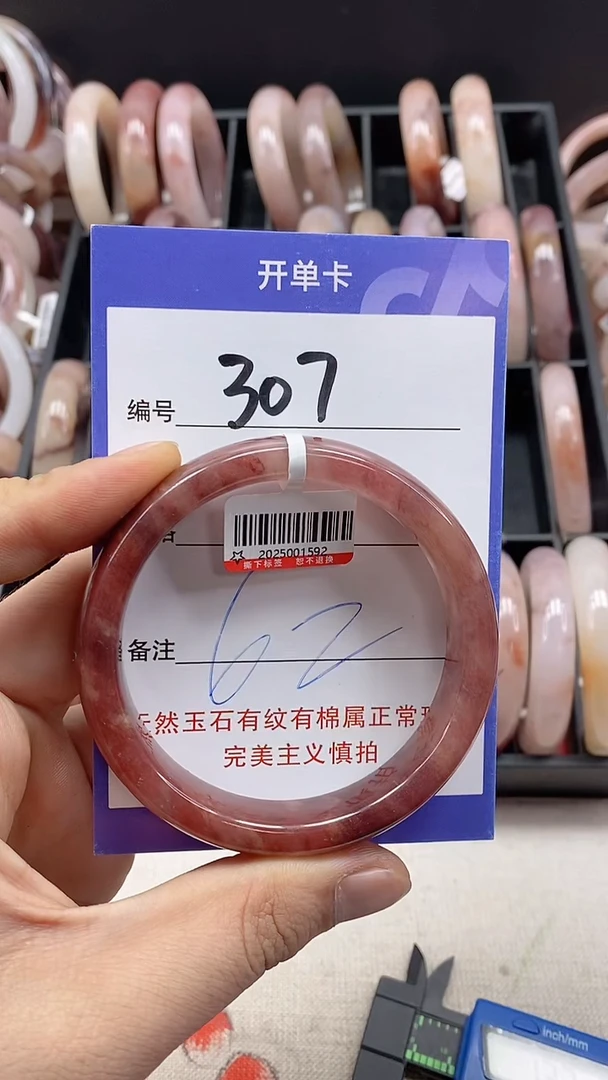 开单卡
编号 307
2025001592
撕下标签 恕不退换
备注 62
天然玉石有纹有棉属正常
完美主义慎拍
inch/mm